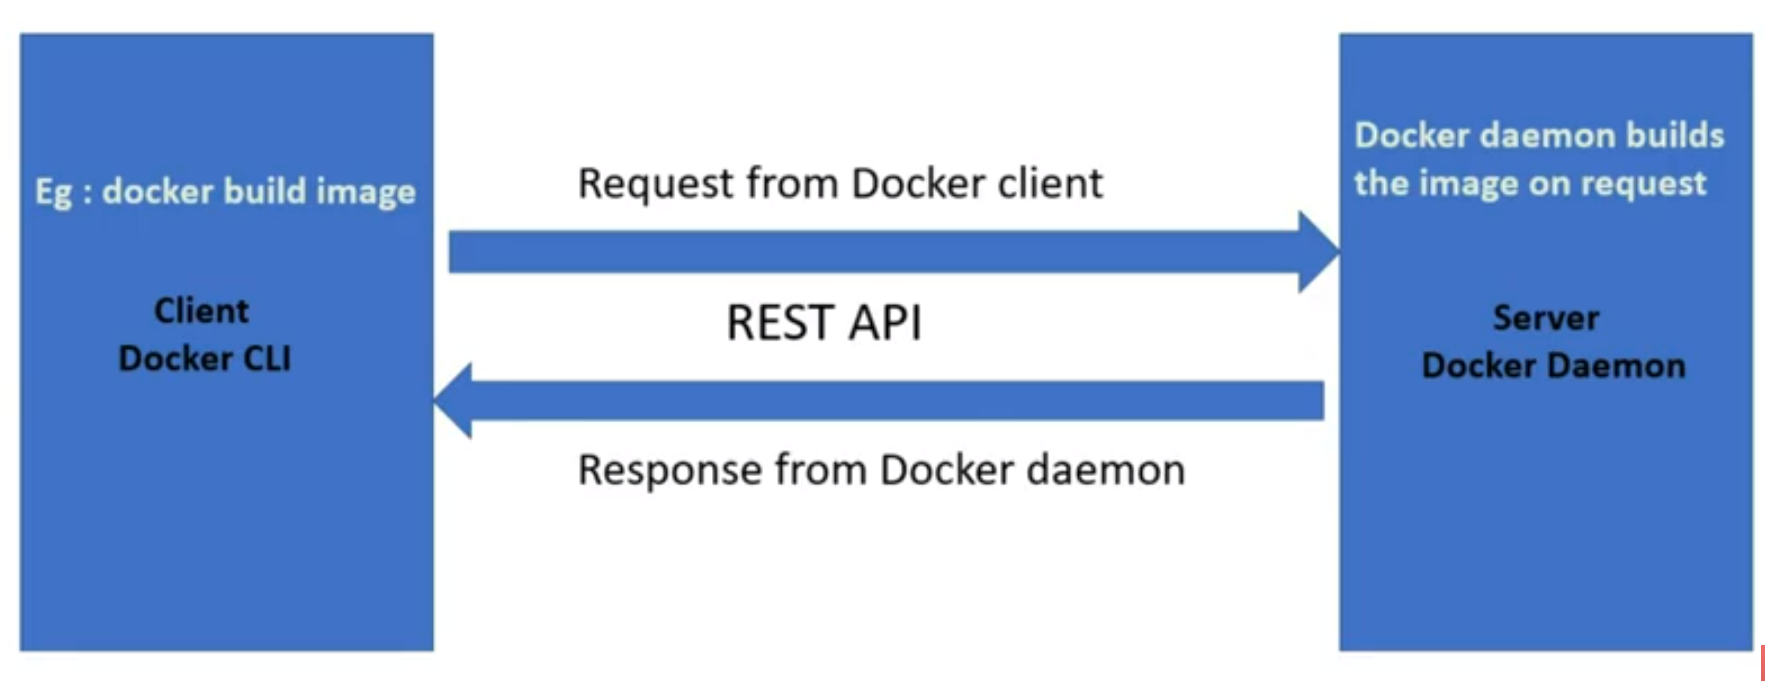 Eg : docker build image
Client
Docker CLI
Request from Docker client
REST API
Response from Docker daemon
Docker daemon builds
the image on request
Server
Docker Daemon